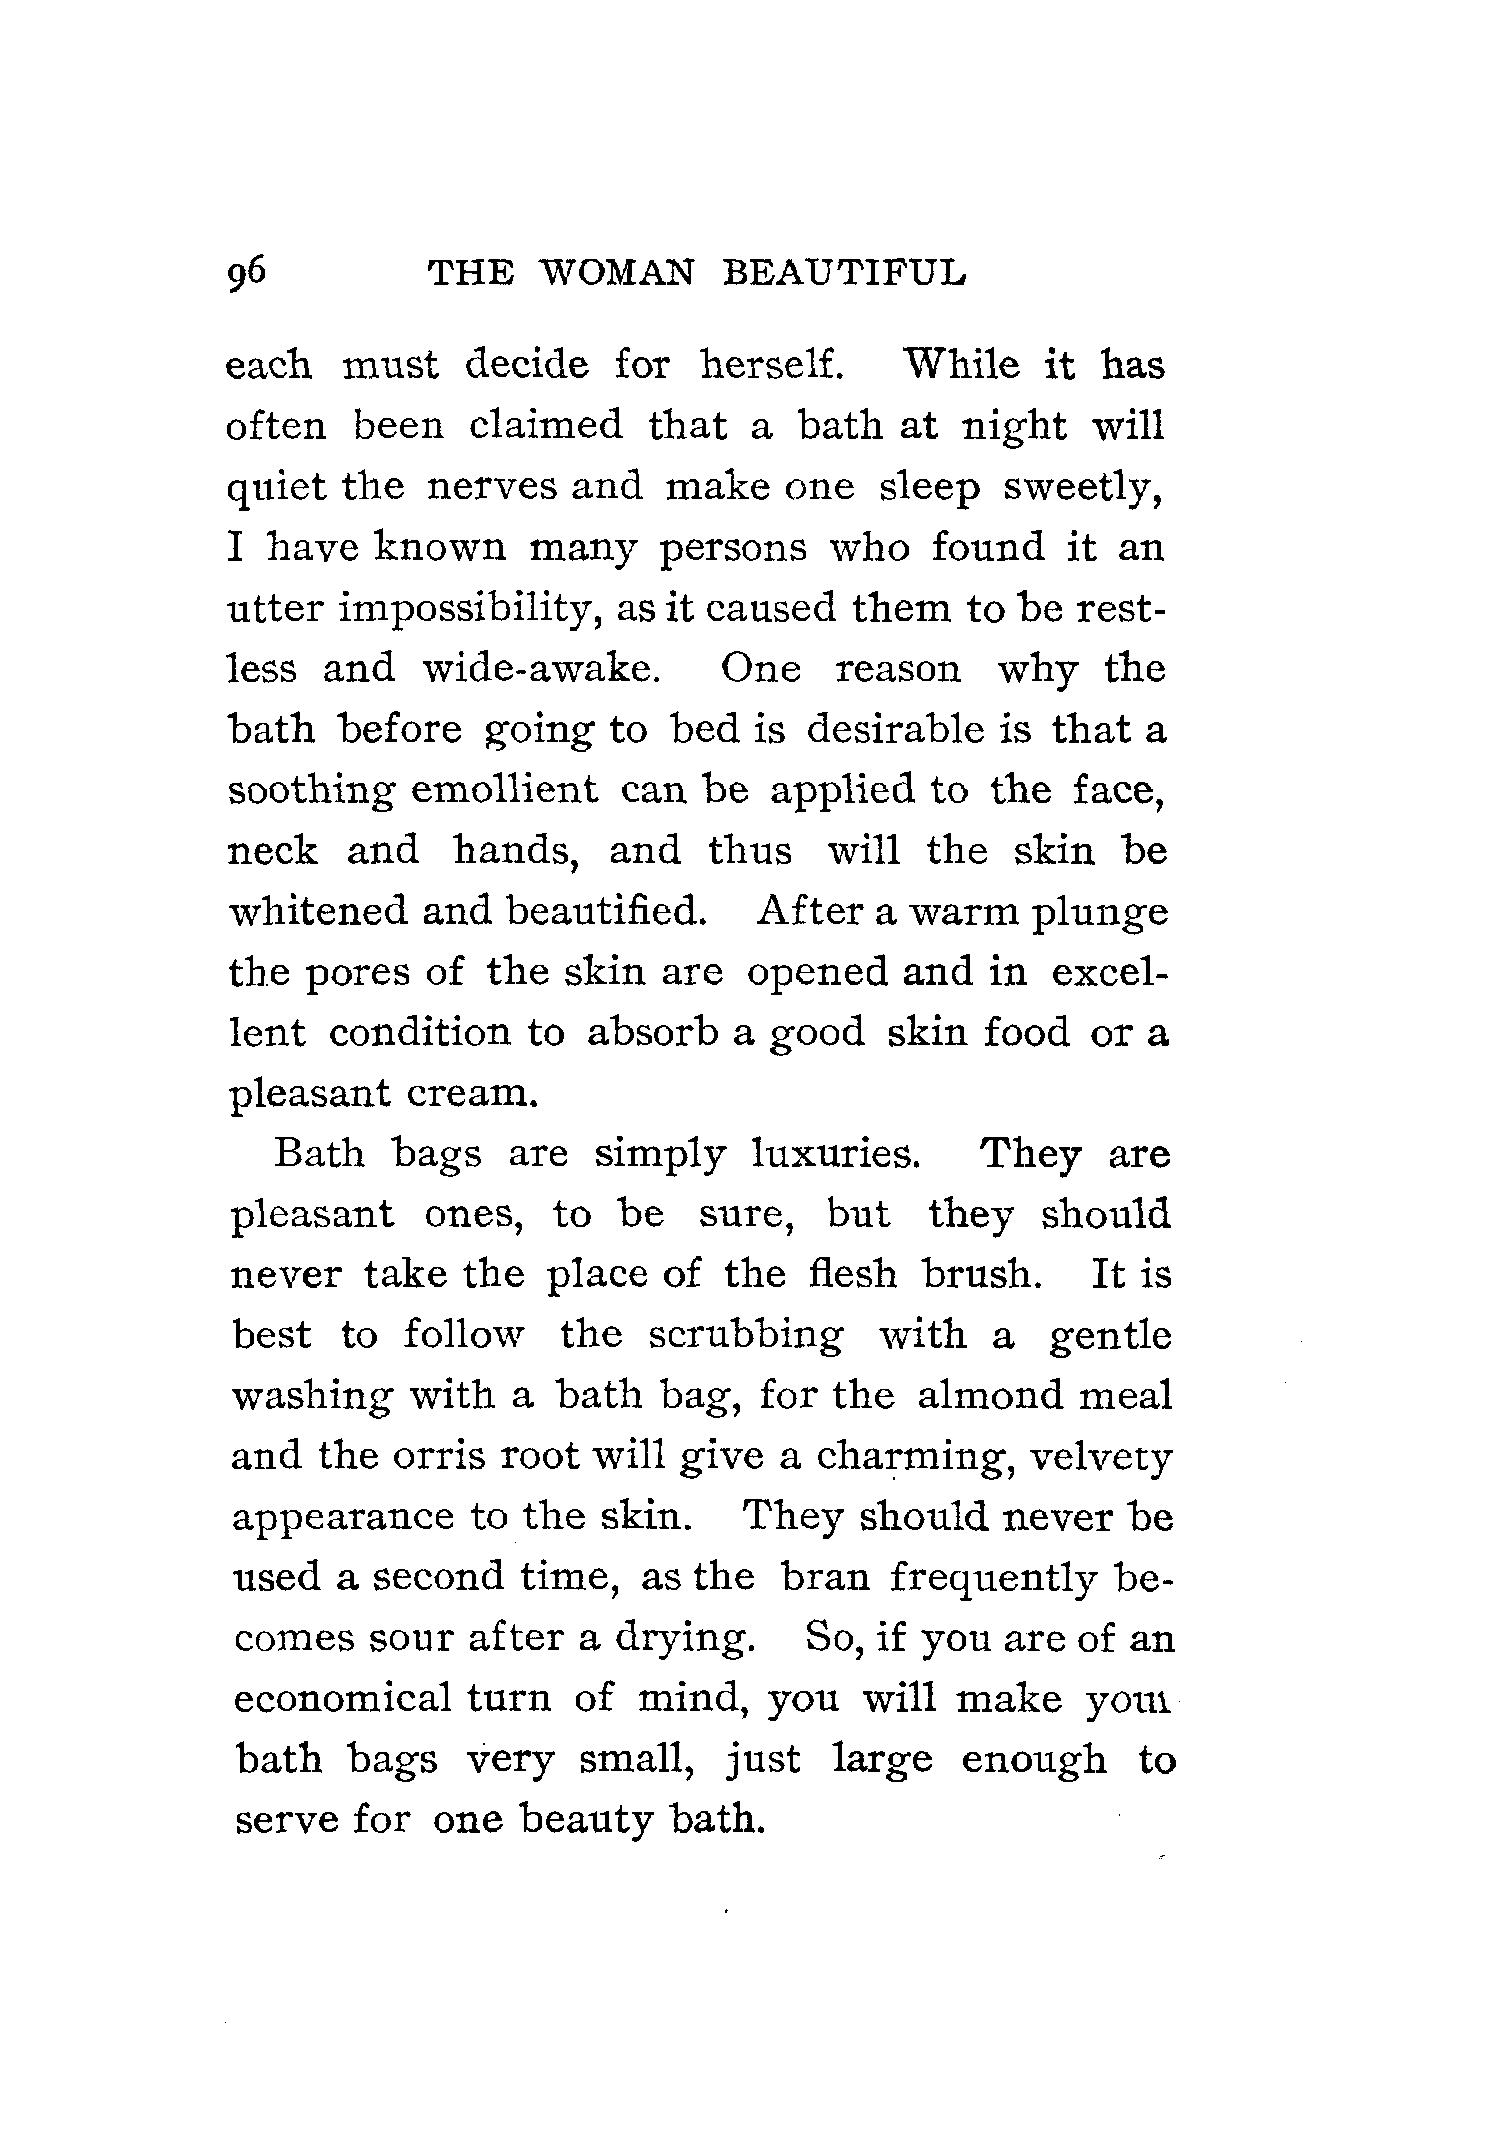 96 THE WOMAN BEAUTIFUL
each must decide for herself. While it has
often been claimed that a bath at night will
quiet the nerves and make one sleep sweetly,
I have known many persons who found it an
utter impossibility, as it caused them to be rest-
less and wide-awake. One reason why the
bath before going to bed is desirable is that a
soothing emollient can be applied to the face,
neck and hands, and thus will the skin be
whitened and beautified. After a warm plunge
the pores of the skin are opened and in excel-
lent condition to absorb a good skin food or a
pleasant cream.
Bath bags are simply luxuries. They are
pleasant ones, to be sure, but they should
never take the place of the flesh brush. It is
best to follow the scrubbing with a gentle
washing with a bath bag, for the almond meal
and the orris root will give a charming, velvety
appearance to the skin. They should never be
used a second time, as the bran frequently be-
comes sour after a drying. So, if you are of an
economical turn of mind, you will make your
bath bags very small, just large enough to
serve for one beauty bath.